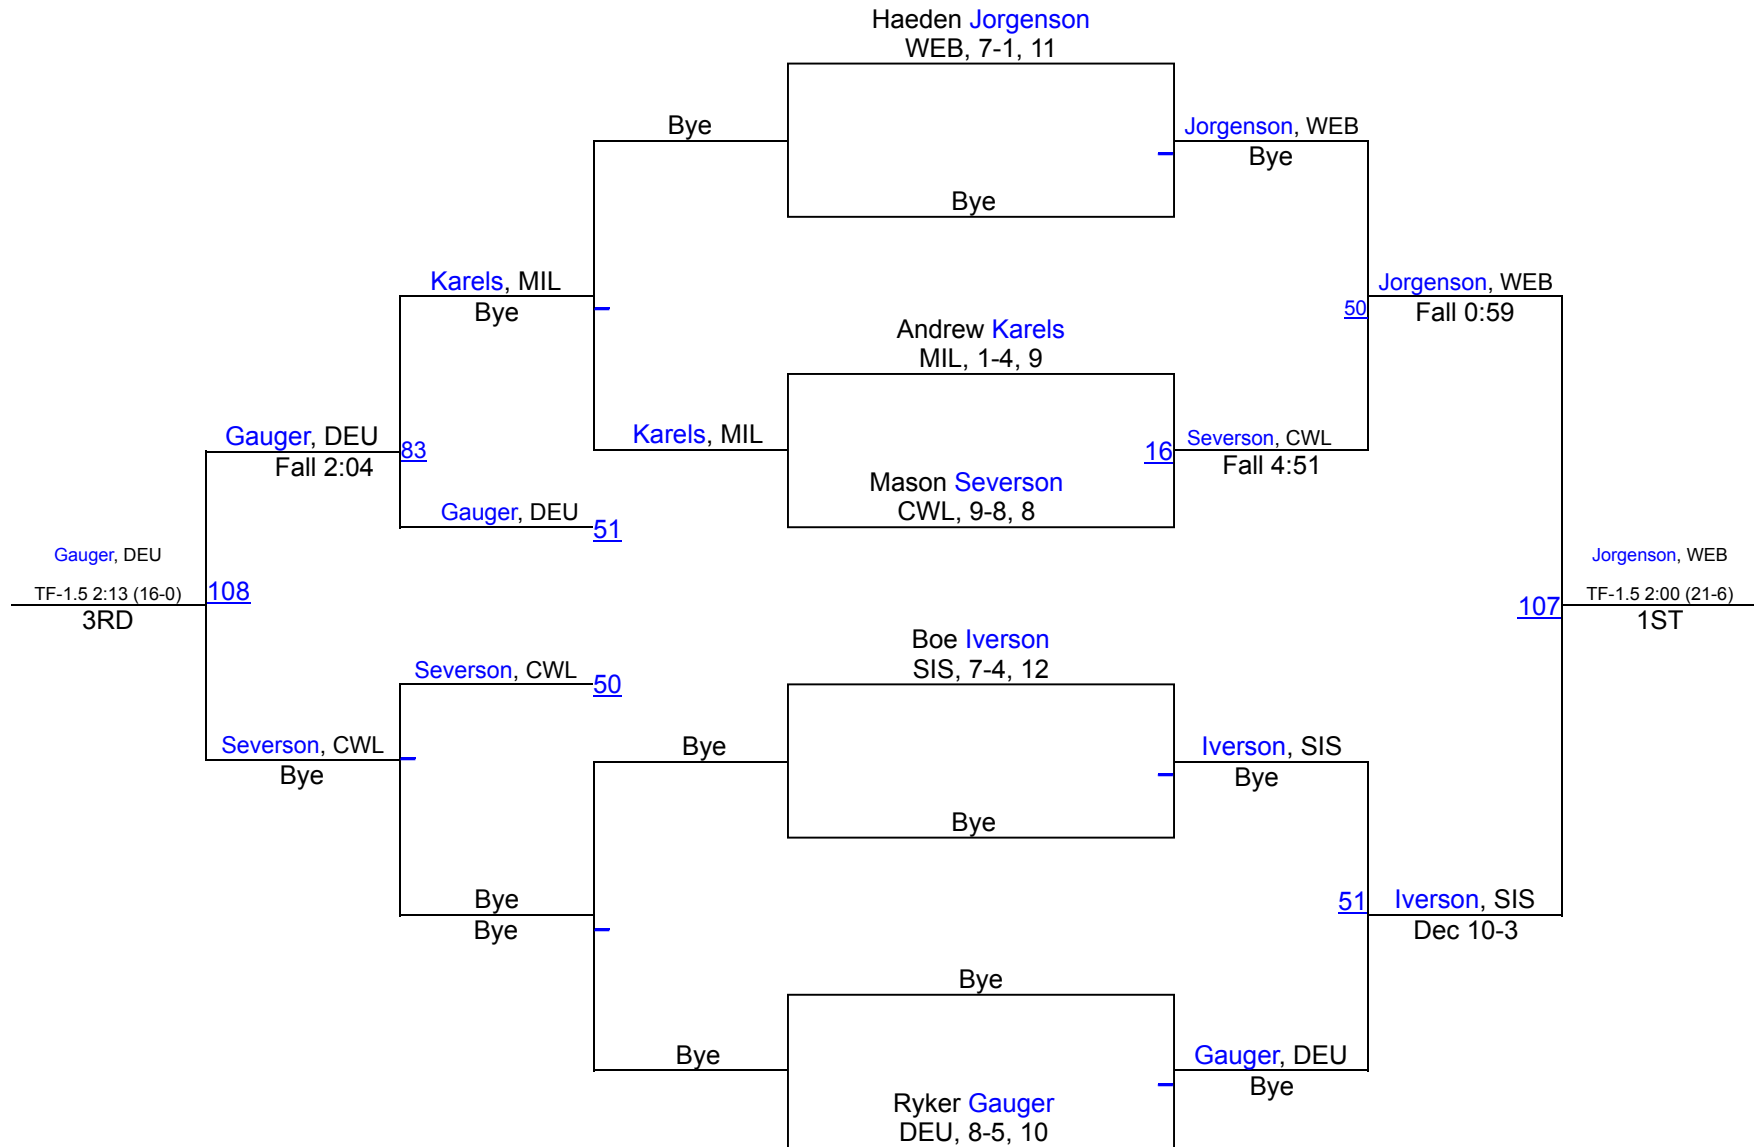 Haeden Jorgenson
WEB, 7-1, 11
Bye
Jorgenson, WEB
Bye
Bye
Karels, MIL
Bye
Jorgenson, WEB
50
Fall 0:59
Andrew Karels
MIL, 1-4, 9
Gauger, DEU
83
Fall 2:04
Karels, MIL
16
Severson, CWL
Fall 4:51
Mason Severson
CWL, 9-8, 8
Gauger, DEU
51
Gauger, DEU
TF-1.5 2:13 (16-0)
108
3RD
Jorgenson, WEB
107
TF-1.5 2:00 (21-6)
1ST
Boe Iverson
SIS, 7-4, 12
Severson, CWL
50
Severson, CWL
Bye
Bye
Iverson, SIS
Bye
Bye
Bye
Bye
51
Iverson, SIS
Dec 10-3
Bye
Bye
Gauger, DEU
Bye
Ryker Gauger
DEU, 8-5, 10